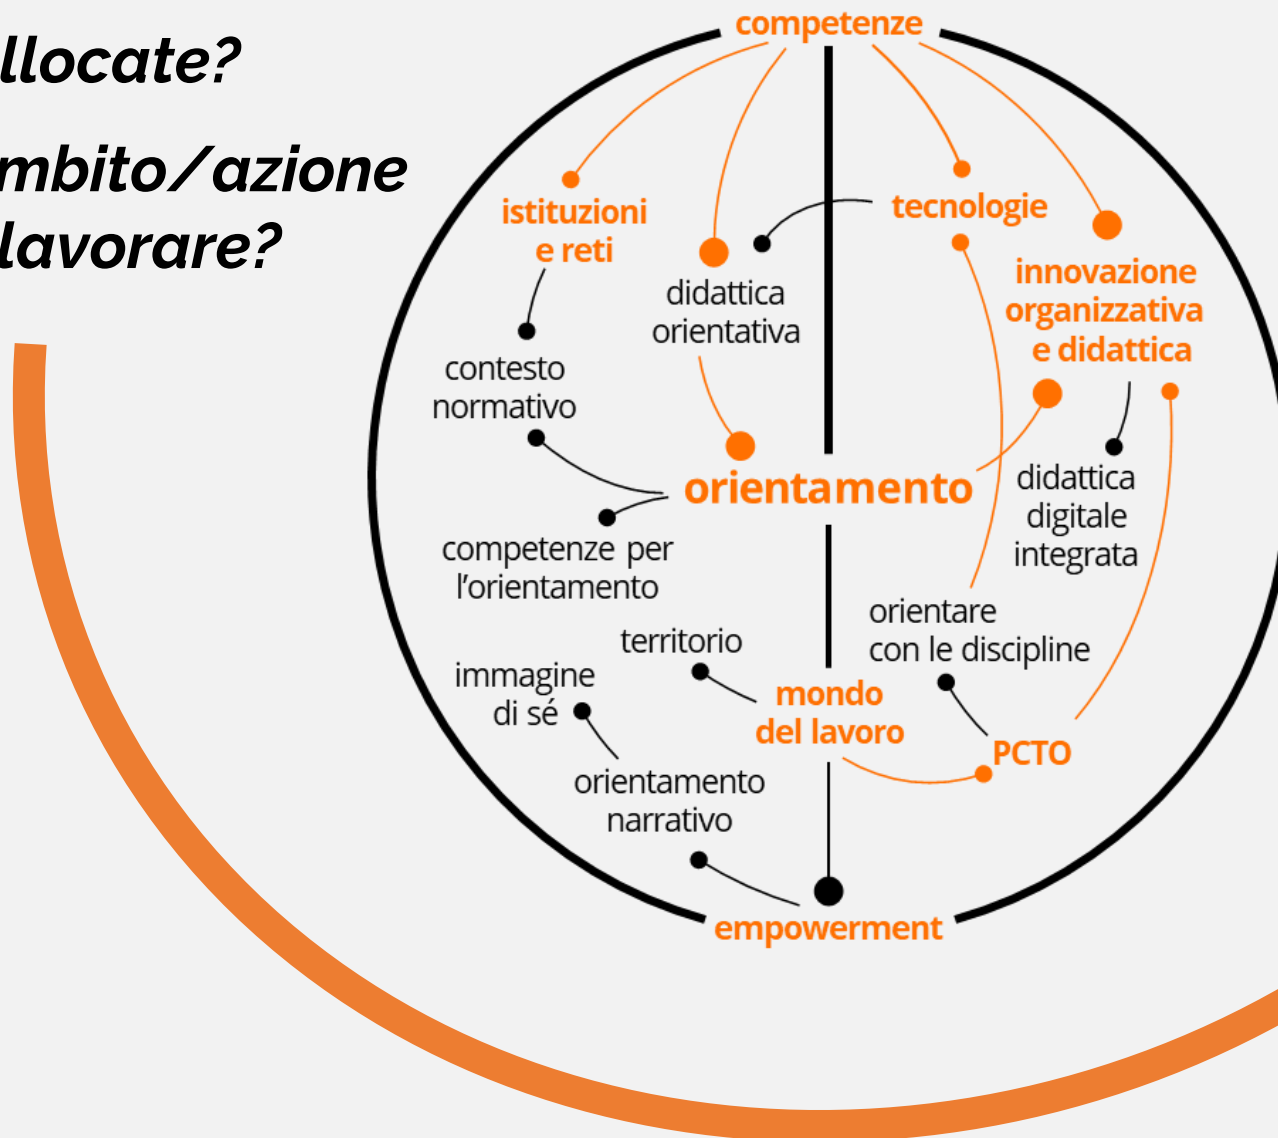 llocate?
mbito/azione
lavorare?
competenze
istituzioni
e reti
tecnologie
didattica
orientativa
innovazione
organizzativa
e didattica
contesto
normativo
orientamento
didattica
digitale
integrata
competenze per
l'orientamento
orientare
con le discipline
territorio
immagine
di sé
mondo
del lavoro
PCTO
orientamento
narrativo
empowerment